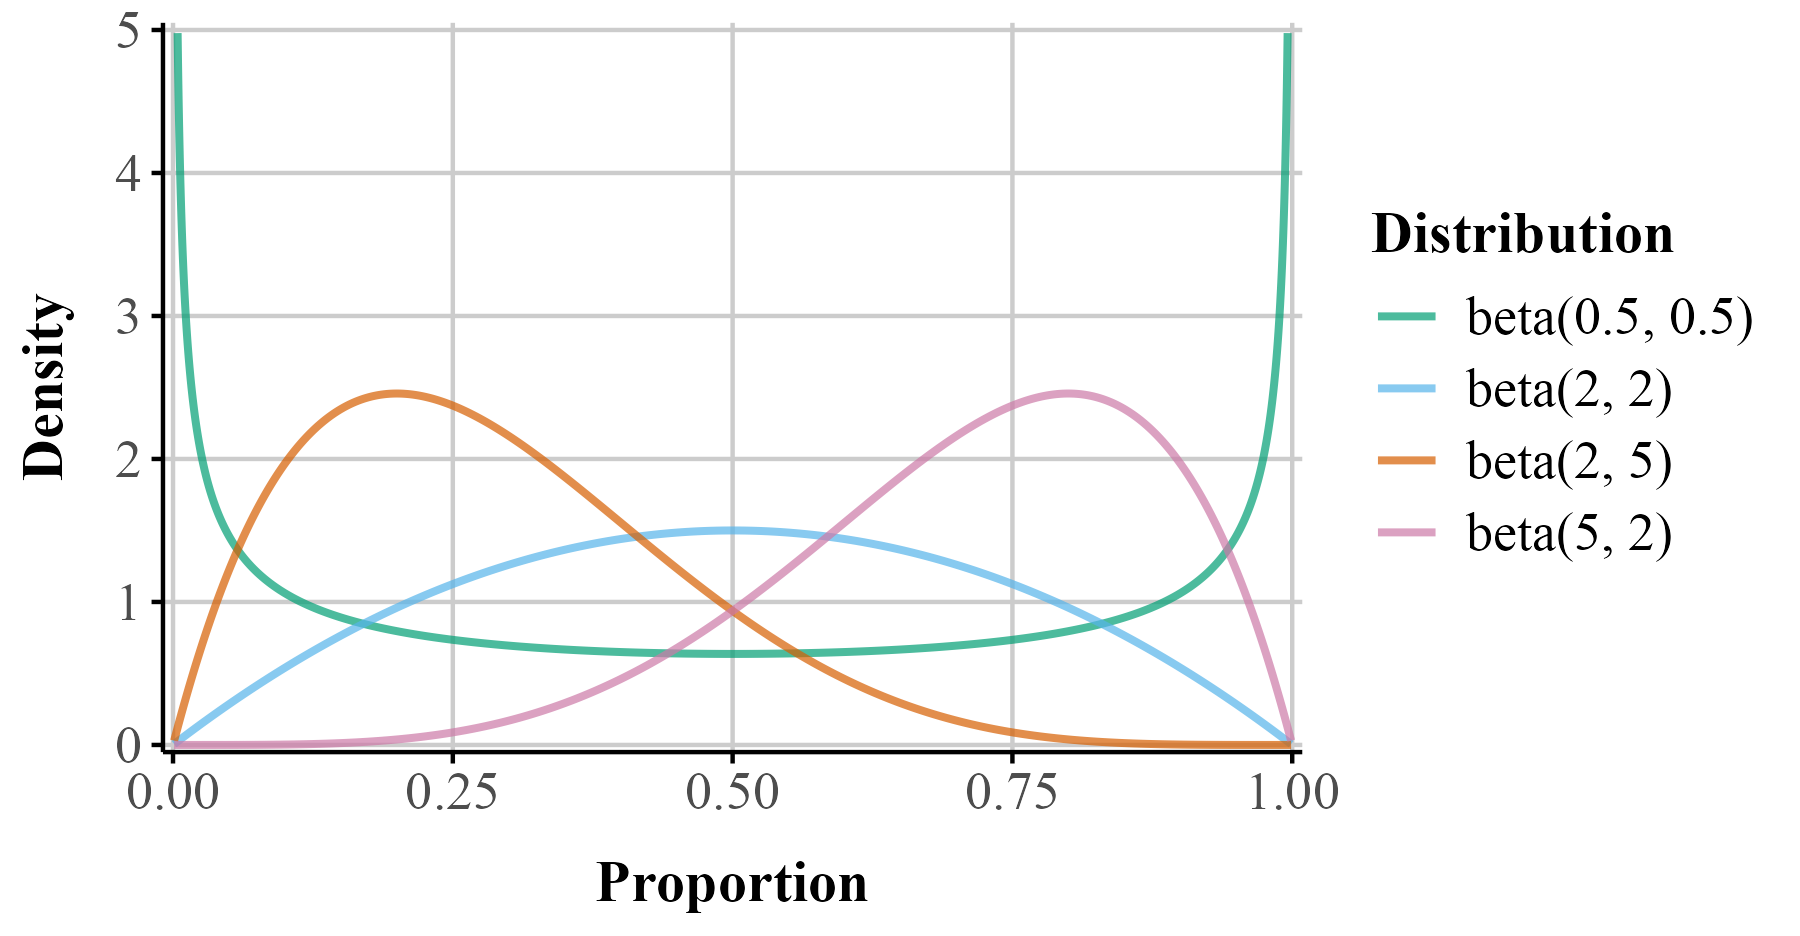 5
4
3
2
1
0
Density
0.00 0.25 0.50 0.75 1.00
Proportion
Distribution
beta(0.5, 0.5)
beta(2, 2)
beta(2, 5)
beta(5, 2)